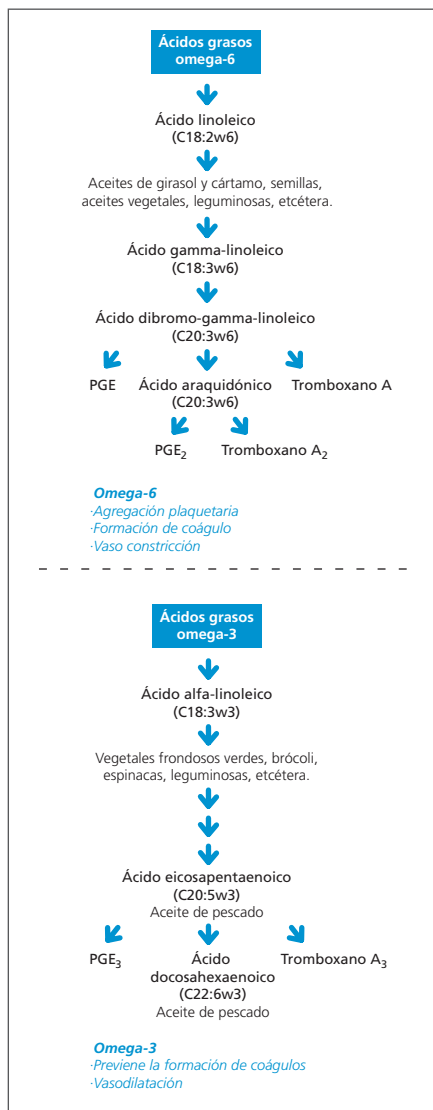 Ácidos grasos
omega-6
Ácido linoleico
(C18:2w6)
Aceites de girasol y cártamo, semillas,
aceites vegetales, leguminosas, etcétera.
Ácido gamma-linoleico
(C18:3w6)
Ácido dibromo-gamma-linoleico
(C20:3w6)
PGE Ácido araquidónico Tromboxano A
(C20:3w6)
PGE₂ Tromboxano A₂
Omega-6
·Agregación plaquetaria
·Formación de coágulo
·Vaso constricción
Ácidos grasos
omega-3
Ácido alfa-linoleico
(C18:3w3)
Vegetales frondosos verdes, brócoli,
espinacas, leguminosas, etcétera.
Ácido eicosapentaenoico
(C20:5w3)
Aceite de pescado
PGE₃ Ácido Tromboxano A₃
docosahexaenoico
(C22:6w3)
Aceite de pescado
Omega-3
·Previene la formación de coágulos
·Vasodilatación